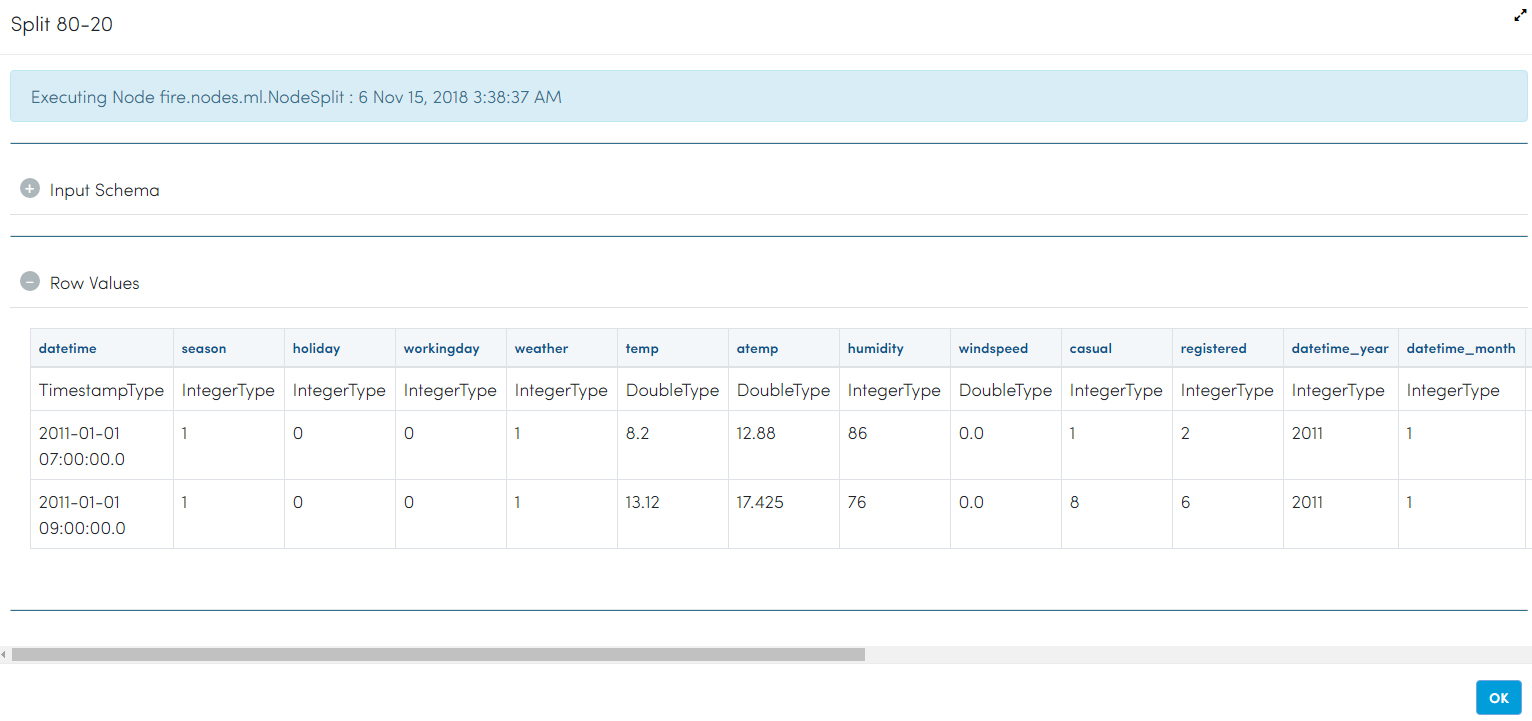 Split 80-20
Executing Node fire.nodes.ml.NodeSplit : 6 Nov 15, 2018 3:38:37 AM
Input Schema
Row Values
datetime season holiday workingday weather temp atemp humidity windspeed casual registered datetime_year datetime_month
TimestampType IntegerType IntegerType IntegerType IntegerType DoubleType DoubleType IntegerType DoubleType IntegerType IntegerType IntegerType IntegerType
2011-01-01 1 0 0 1 8.2 12.88 86 0.0 1 2 2011 1
07:00:00.0
2011-01-01 1 0 0 1 13.12 17.425 76 0.0 8 6 2011 1
09:00:00.0
OK